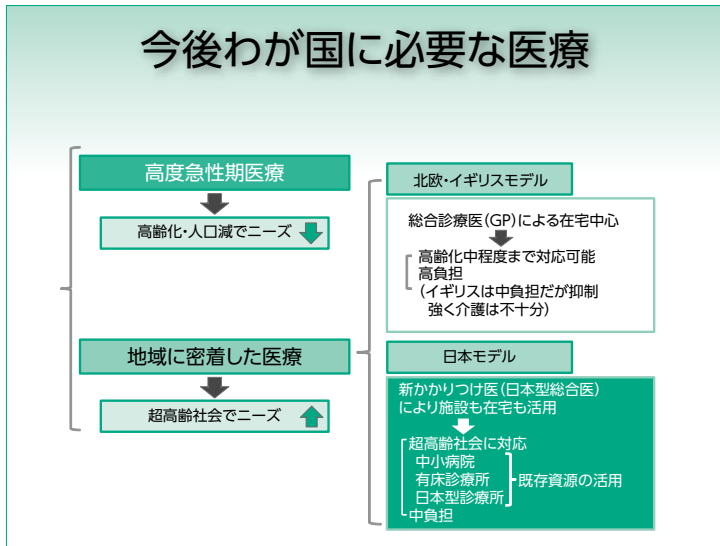 今後わが国に必要な医療
高度急性期医療
高齢化・人口減でニーズ
地域に密着した医療
超高齢社会でニーズ
北欧・イギリスモデル
総合診療医（GP）による在宅中心
高齢化中程度まで対応可能
高負担
（イギリスは中負担だが抑制
強く介護は不十分）
日本モデル
新かかりつけ医（日本型総合医）
により施設も在宅も活用
超高齢社会に対応
中小病院
有床診療所
日本型診療所
既存資源の活用
中負担